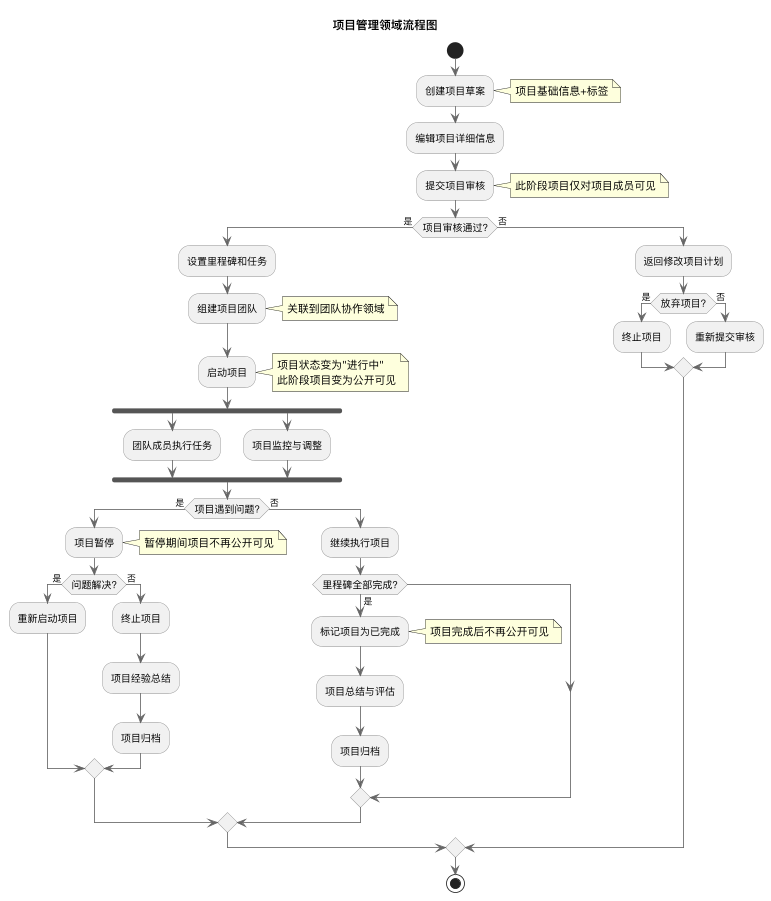 项目管理领域流程图
创建项目草案
项目基础信息+标签
编辑项目详细信息
提交项目审核
此阶段项目仅对项目成员可见
是
项目审核通过?
否
设置里程碑和任务
返回修改项目计划
组建项目团队
关联到团队协作领域
是
放弃项目?
否
终止项目
重新提交审核
启动项目
项目状态变为"进行中"
此阶段项目变为公开可见
团队成员执行任务
项目监控与调整
是
项目遇到问题?
否
项目暂停
暂停期间项目不再公开可见
继续执行项目
是
问题解决?
否
里程碑全部完成?
是
重新启动项目
终止项目
标记项目为已完成
项目完成后不再公开可见
项目经验总结
项目总结与评估
项目归档
项目归档